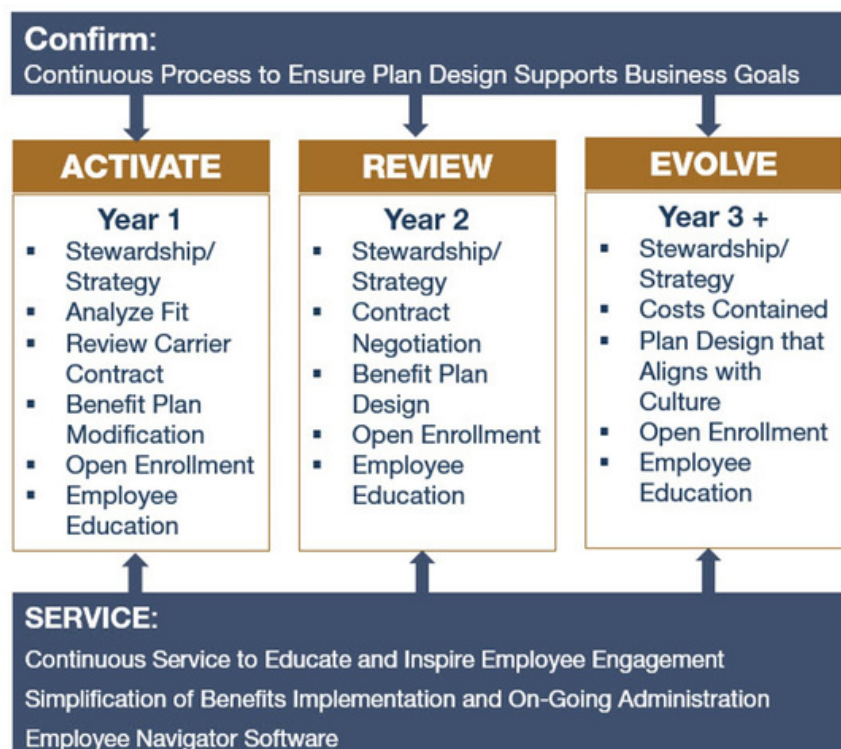 Confirm:
Continuous Process to Ensure Plan Design Supports Business Goals
ACTIVATE
Year 1
▪ Stewardship/
Strategy
▪ Analyze Fit
▪ Review Carrier
Contract
▪ Benefit Plan
Modification
▪ Open Enrollment
▪ Employee
Education
REVIEW
Year 2
▪ Stewardship/
Strategy
▪ Contract
Negotiation
▪ Benefit Plan
Design
▪ Open Enrollment
▪ Employee
Education
EVOLVE
Year 3 +
▪ Stewardship/
Strategy
▪ Costs Contained
▪ Plan Design that
Aligns with
Culture
▪ Open Enrollment
▪ Employee
Education
SERVICE:
Continuous Service to Educate and Inspire Employee Engagement
Simplification of Benefits Implementation and On-Going Administration
Employee Navigator Software